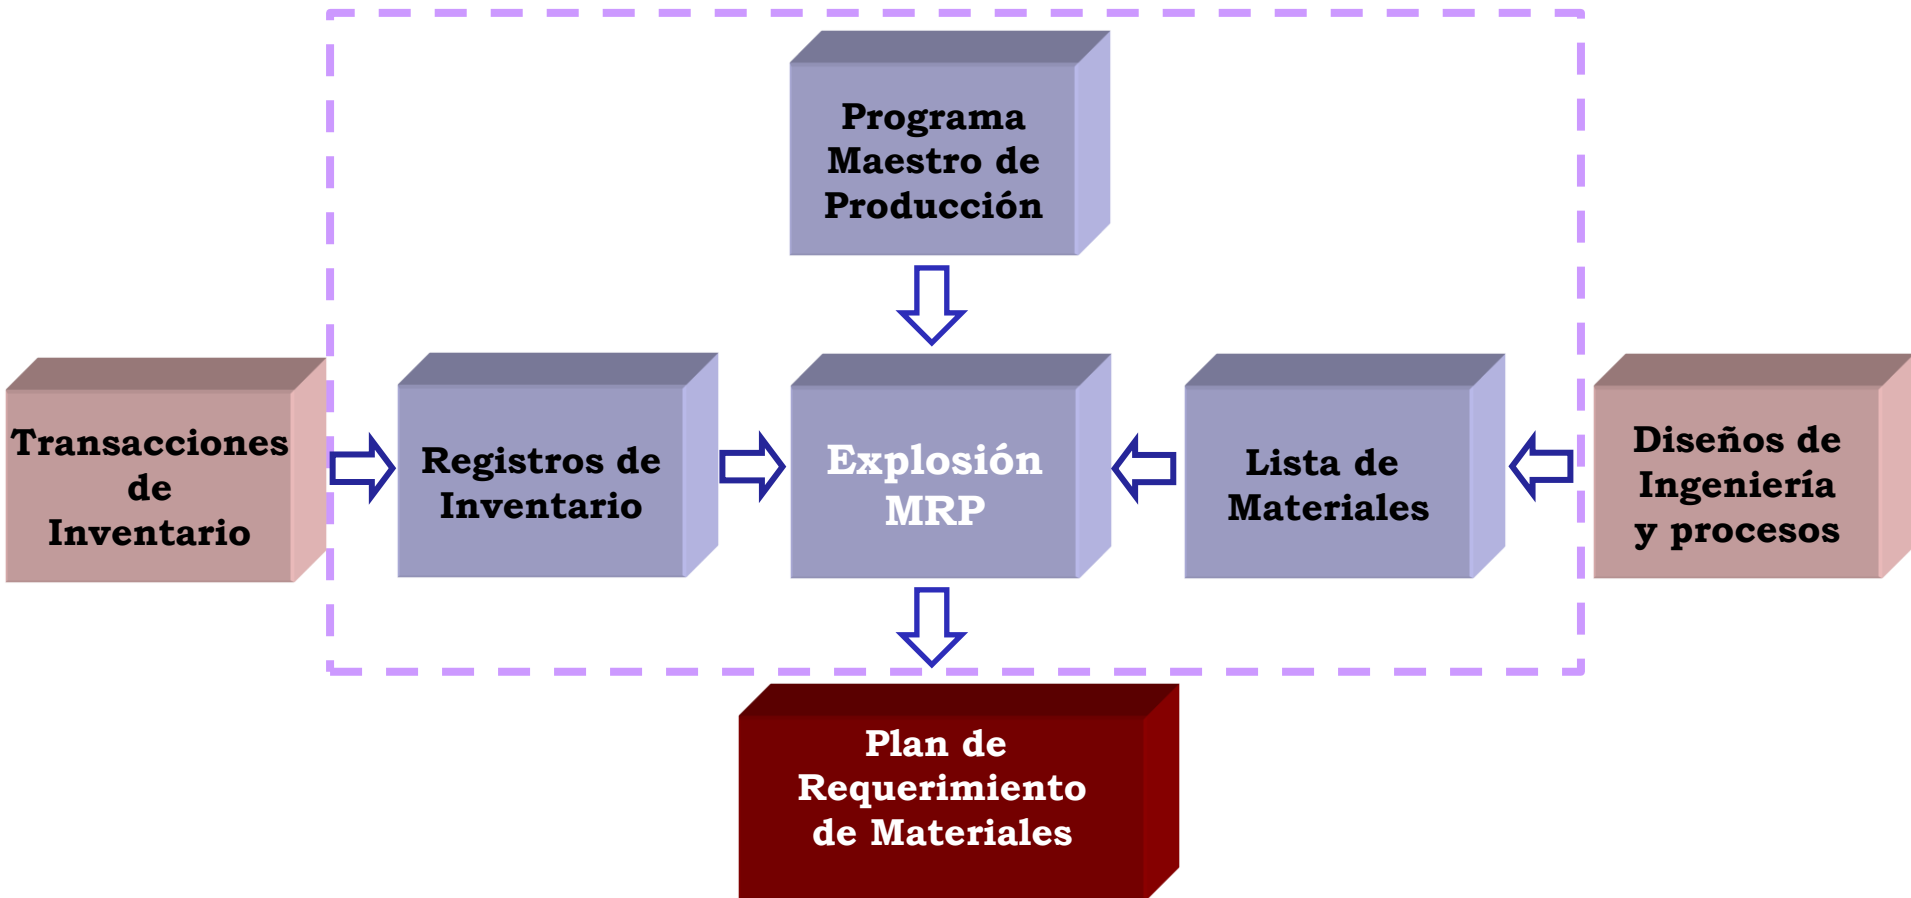 Programa
Maestro de
Producción
Transacciones
de
Inventario
Registros de
Inventario
Explosión
MRP
Lista de
Materiales
Diseños de
Ingeniería
y procesos
Plan de
Requerimiento
de Materiales